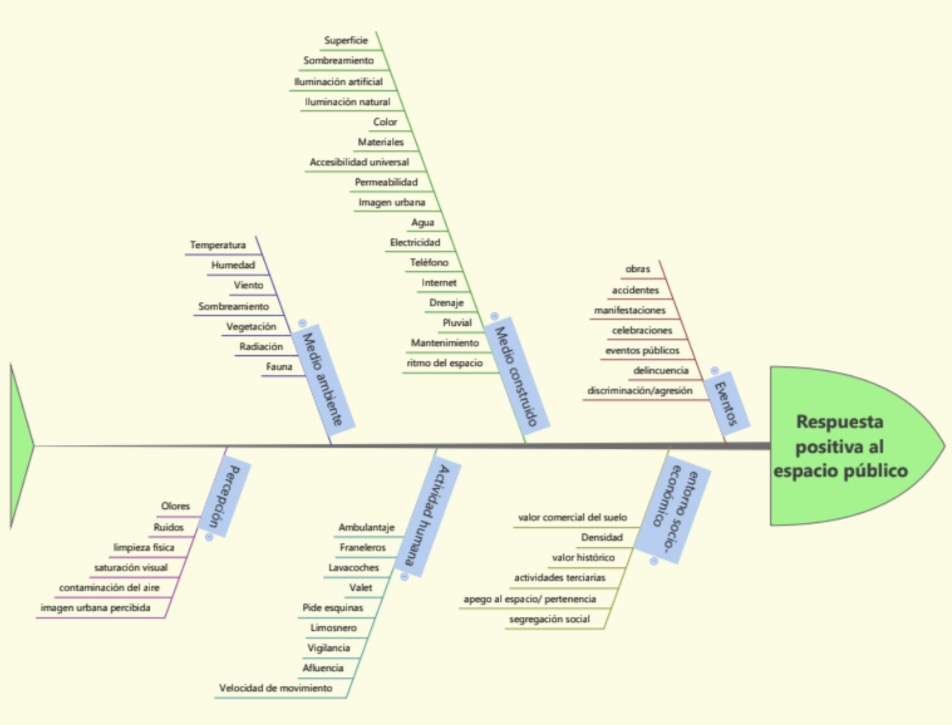 Superficie
Sombreamiento
Iluminación artificial
Iluminación natural
Color
Materiales
Accesibilidad universal
Permeabilidad
Imagen urbana
Agua
Electricidad
Teléfono
Internet
Drenaje
Pluvial
Mantenimiento
ritmo del espacio
Medio construido
Temperatura
Humedad
Viento
Sombreamiento
Vegetación
Radiación
Fauna
Medio ambiente
obras
accidentes
manifestaciones
celebraciones
eventos públicos
delincuencia
discriminación/agresión
Eventos
Respuesta
positiva al
espacio público
Percepción
Olores
Ruidos
limpieza física
saturación visual
contaminación del aire
imagen urbana percibida
Actividad humana
Ambulantaje
Franeleros
Lavacoches
Valet
Pide esquinas
Limosnero
Vigilancia
Afluencia
Velocidad de movimiento
entorno socio-
económico
valor comercial del suelo
Densidad
valor histórico
actividades terciarias
apego al espacio/ pertenencia
segregación social